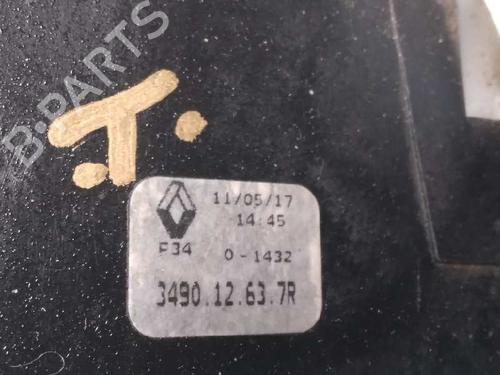 B-PARTS
.T.
11/05/17
14:45
F34 0-1432
3490.12.63.7R